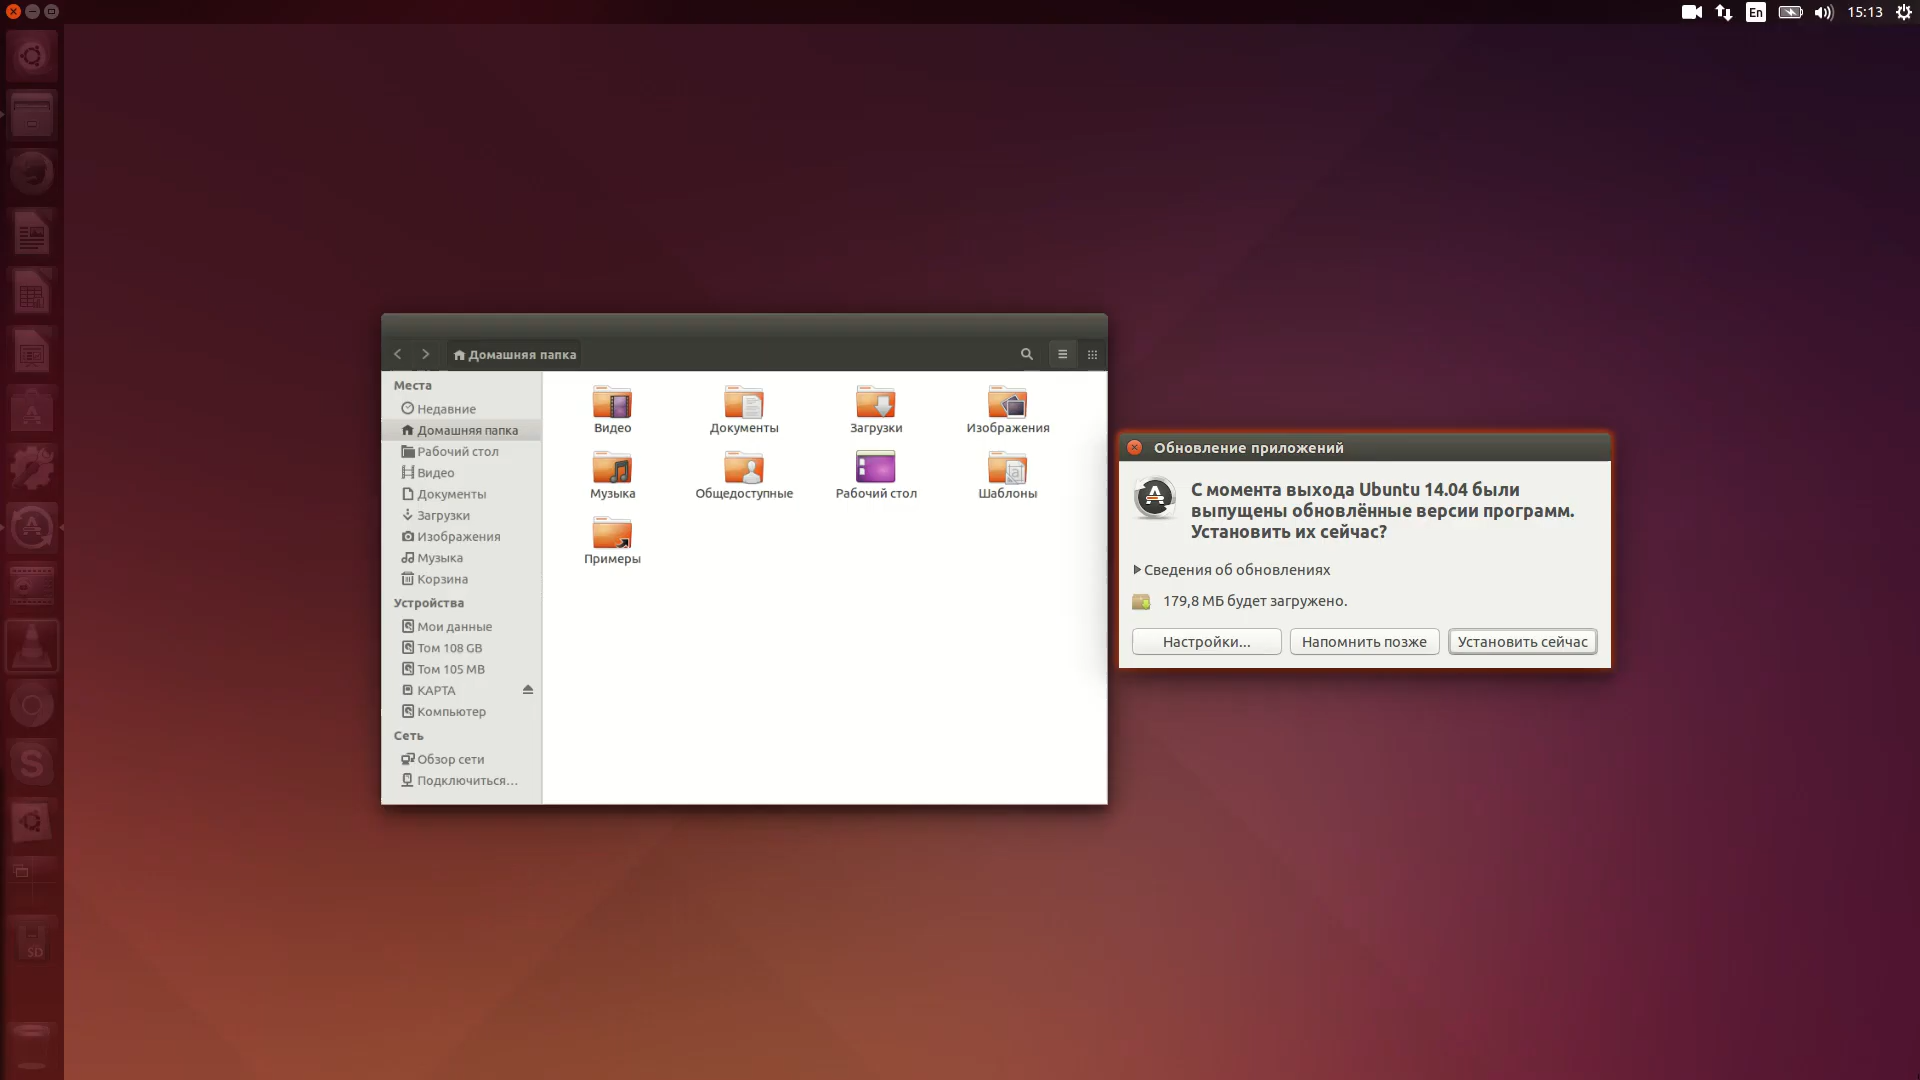 En
15:13
Домашняя папка
Места
Недавние
Домашняя папка
Рабочий стол
Видео
Документы
Загрузки
Изображения
Музыка
Корзина
Устройства
Мои данные
Том 108 GB
Том 105 MB
КАРТА
Компьютер
Сеть
Обзор сети
Подключиться…
Видео
Документы
Загрузки
Изображения
Музыка
Общедоступные
Рабочий стол
Шаблоны
Примеры
Обновление приложений
С момента выхода Ubuntu 14.04 были
выпущены обновлённые версии программ.
Установить их сейчас?
Сведения об обновлениях
179,8 МБ будет загружено.
Настройки...
Напомнить позже
Установить сейчас
SD